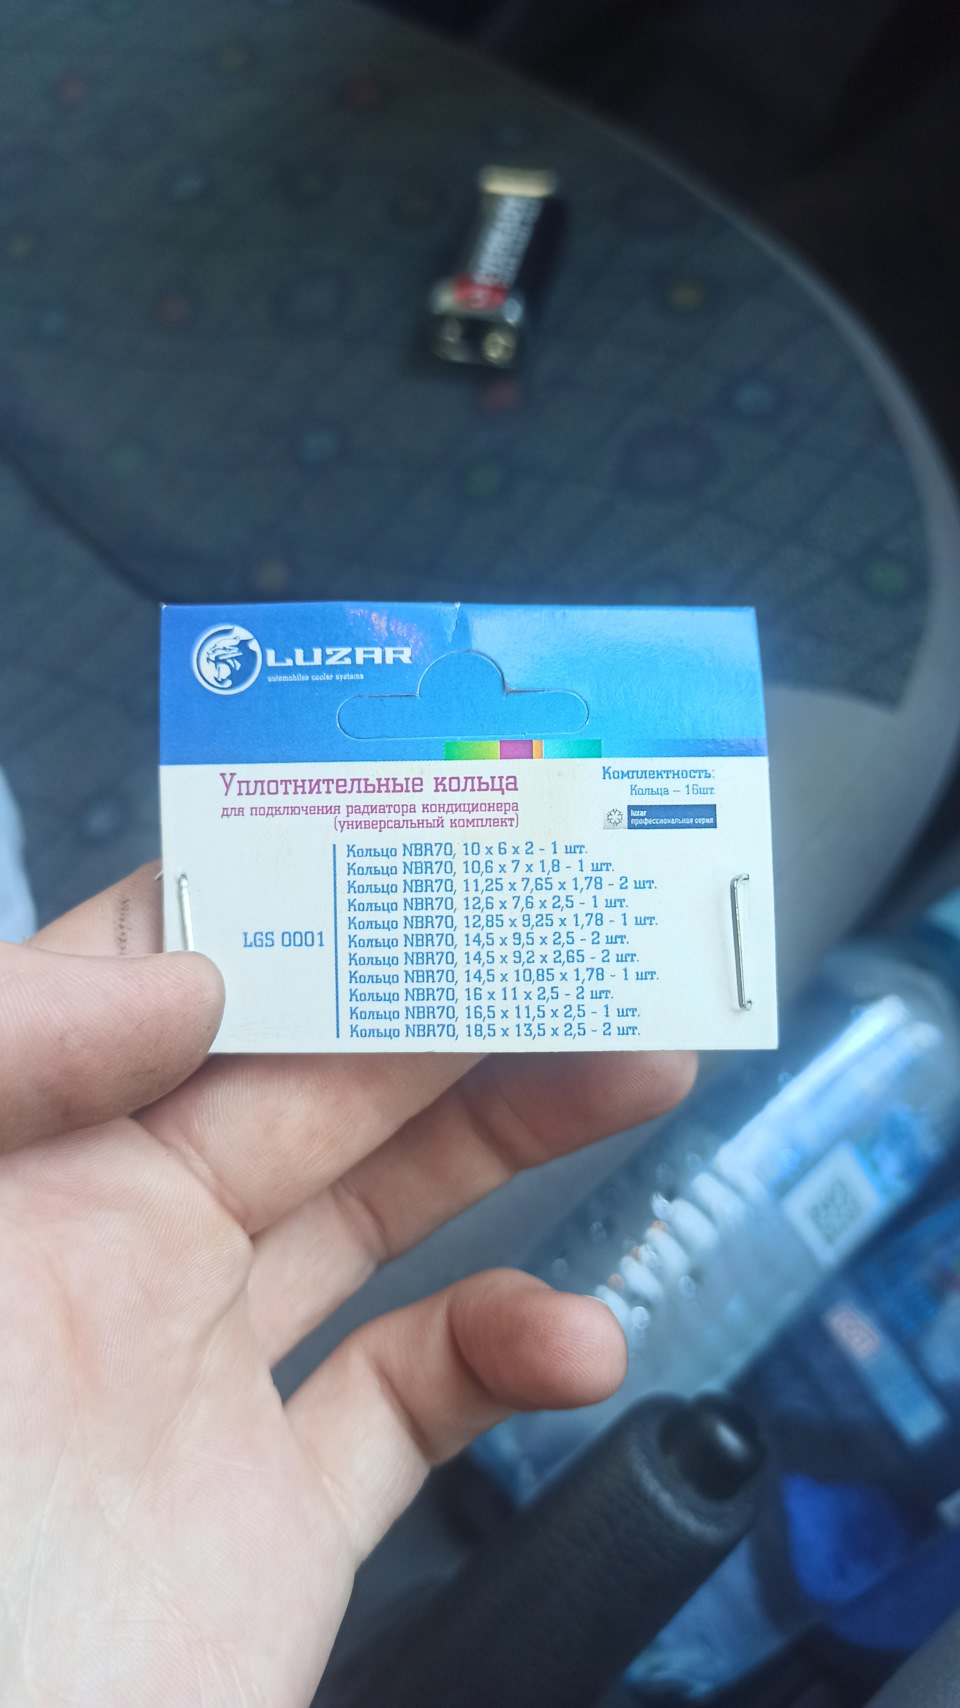 LUZAR
automobiles cooler systems
Уплотнительные кольца
для подключения радиатора кондиционера
(универсальный комплект)
Комплектность:
Кольца – 16шт.
luzar
профессиональная серия
LGS 0001
Кольцо NBR70, 10 x 6 x 2 - 1 шт.
Кольцо NBR70, 10,6 x 7 x 1,8 - 1 шт.
Кольцо NBR70, 11,25 x 7,65 x 1,78 - 2 шт.
Кольцо NBR70, 12,6 x 7,6 x 2,5 - 1 шт.
Кольцо NBR70, 12,85 x 9,25 x 1,78 - 1 шт.
Кольцо NBR70, 14,5 x 9,5 x 2,5 - 2 шт.
Кольцо NBR70, 14,5 x 9,2 x 2,65 - 2 шт.
Кольцо NBR70, 14,5 x 10,85 x 1,78 - 1 шт.
Кольцо NBR70, 16 x 11 x 2,5 - 2 шт.
Кольцо NBR70, 16,5 x 11,5 x 2,5 - 1 шт.
Кольцо NBR70, 18,5 x 13,5 x 2,5 - 2 шт.